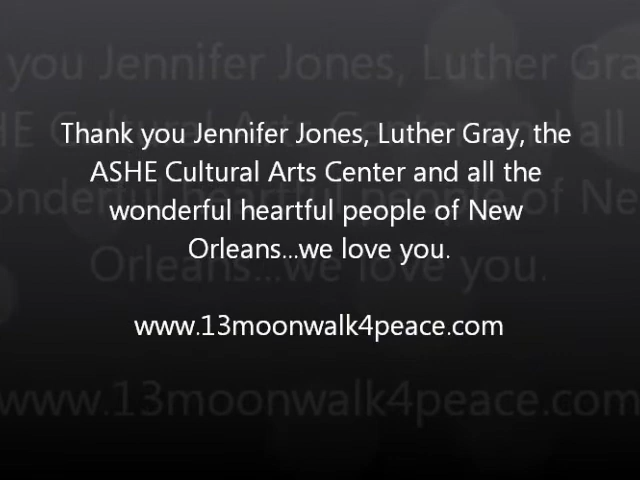 Thank you Jennifer Jones, Luther Gray, the
ASHE Cultural Arts Center and all the
wonderful heartful people of New
Orleans...we love you.
www.13moonwalk4peace.com